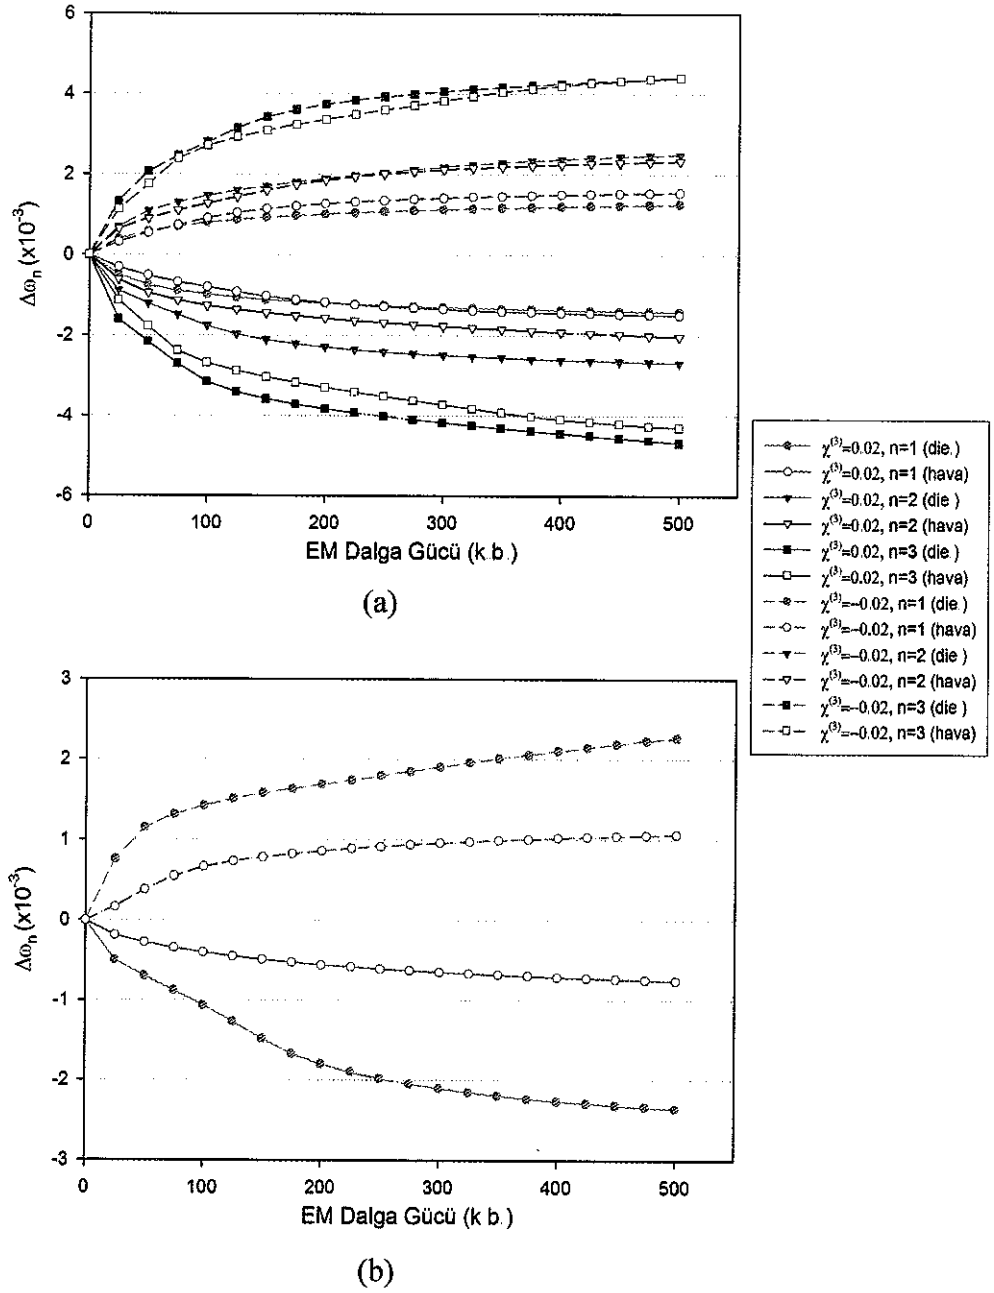 6
4
2
0
-2
-4
-6
Δω_n (x10⁻³)
0 100 200 300 400 500
EM Dalga Gücü (k.b.)
(a)
χ⁽³⁾=0.02, n=1 (die.)
χ⁽³⁾=0.02, n=1 (hava)
χ⁽³⁾=0.02, n=2 (die.)
χ⁽³⁾=0.02, n=2 (hava)
χ⁽³⁾=0.02, n=3 (die.)
χ⁽³⁾=0.02, n=3 (hava)
χ⁽³⁾=-0.02, n=1 (die.)
χ⁽³⁾=-0.02, n=1 (hava)
χ⁽³⁾=-0.02, n=2 (die.)
χ⁽³⁾=-0.02, n=2 (hava)
χ⁽³⁾=-0.02, n=3 (die.)
χ⁽³⁾=-0.02, n=3 (hava)
3
2
1
0
-1
-2
-3
Δω_n (x10⁻³)
0 100 200 300 400 500
EM Dalga Gücü (k.b.)
(b)